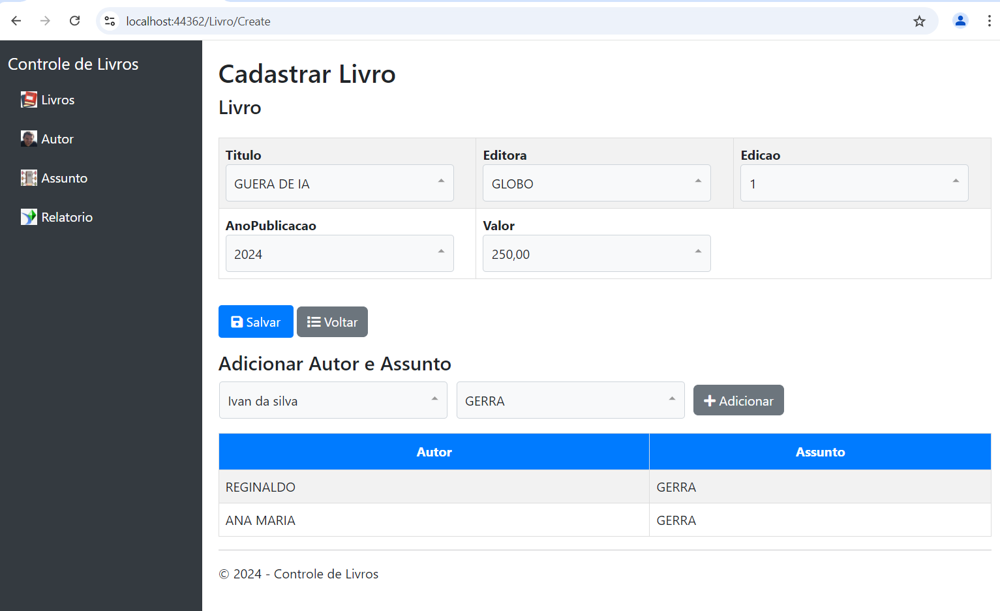 localhost:44362/Livro/Create
Controle de Livros
Livros
Autor
Assunto
Relatorio
Cadastrar Livro
Livro
Titulo Editora Edicao
GUERA DE IA GLOBO 1
AnoPublicacao Valor
2024 250,00
Salvar Voltar
Adicionar Autor e Assunto
Ivan da silva GERRA Adicionar
Autor Assunto
REGINALDO GERRA
ANA MARIA GERRA
© 2024 - Controle de Livros